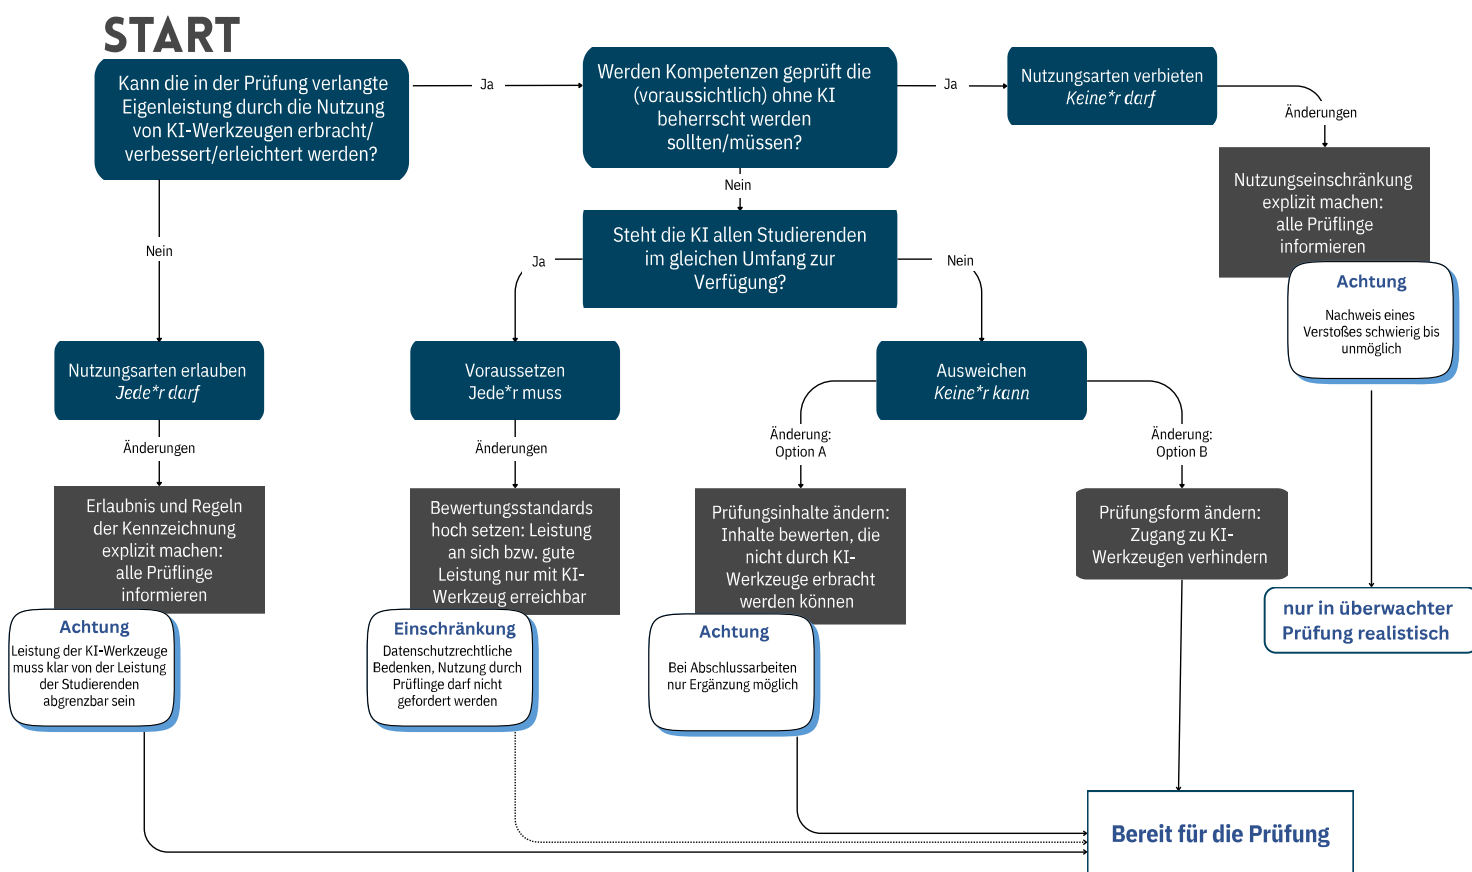 START
Kann die in der Prüfung verlangte
Eigenleistung durch die Nutzung
von KI-Werkzeugen erbracht/
verbessert/erleichtert werden?
Ja
Werden Kompetenzen geprüft die
(voraussichtlich) ohne KI
beherrscht werden
sollten/müssen?
Ja
Nutzungsarten verbieten
Keine*r darf
Änderungen
Nutzungseinschränkung
explizit machen:
alle Prüflinge
informieren
Achtung
Nachweis eines
Verstoßes schwierig bis
unmöglich
nur in überwachter
Prüfung realistisch
Nein
Steht die KI allen Studierenden
im gleichen Umfang zur
Verfügung?
Nein
Ja
Nein
Nutzungsarten erlauben
Jede*r darf
Änderungen
Erlaubnis und Regeln
der Kennzeichnung
explizit machen:
alle Prüflinge
informieren
Achtung
Leistung der KI-Werkzeuge
muss klar von der Leistung
der Studierenden
abgrenzbar sein
Voraussetzen
Jede*r muss
Änderungen
Bewertungsstandards
hoch setzen: Leistung
an sich bzw. gute
Leistung nur mit KI-
Werkzeug erreichbar
Einschränkung
Datenschutzrechtliche
Bedenken, Nutzung durch
Prüflinge darf nicht
gefordert werden
Ausweichen
Keine*r kann
Änderung:
Option A
Prüfungsinhalte ändern:
Inhalte bewerten, die
nicht durch KI-
Werkzeuge erbracht
werden können
Achtung
Bei Abschlussarbeiten
nur Ergänzung möglich
Änderung:
Option B
Prüfungsform ändern:
Zugang zu KI-
Werkzeugen verhindern
Bereit für die Prüfung